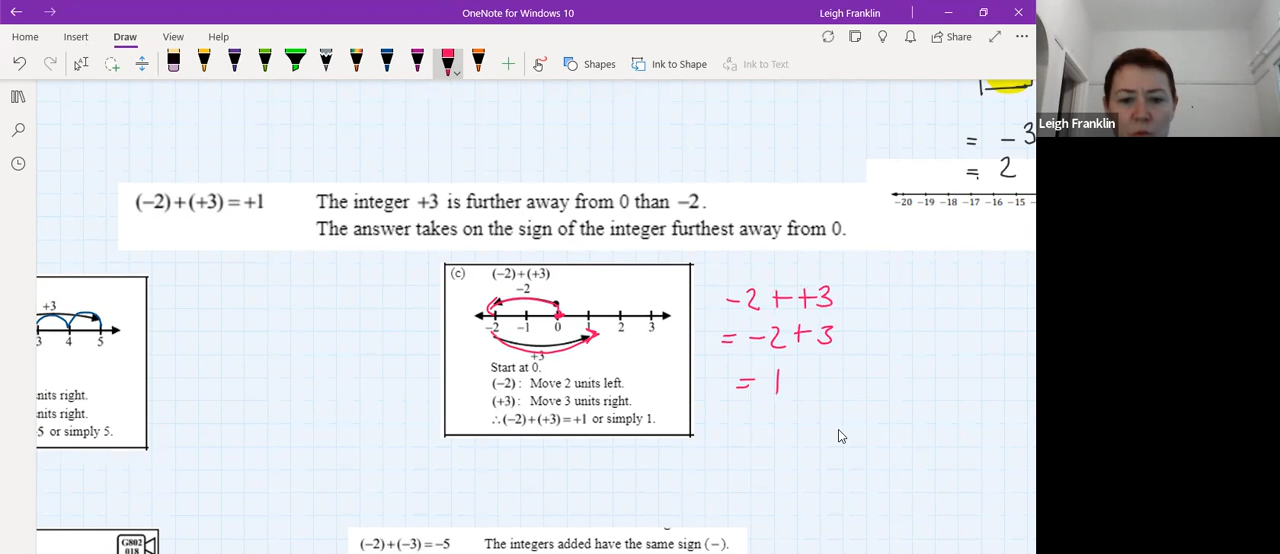 OneNote for Windows 10
Leigh Franklin
Home Insert Draw View Help
Share
Shapes
Ink to Shape
Ink to Text
Leigh Franklin
= -3
= 2
-20 -19 -18 -17 -16 -15
(-2)+(+3)=+1 The integer +3 is further away from 0 than -2.
The answer takes on the sign of the integer furthest away from 0.
+3
3 4 5
nits right.
nits right.
5 or simply 5.
(c) (-2)+(+3)
-2
-2 -1 0 1 2 3
+3
Start at 0.
(-2): Move 2 units left.
(+3): Move 3 units right.
∴(-2)+(+3)=+1 or simply 1.
-2 + +3
= -2 + 3
= 1
G802
018
(-2)+(-3)=-5 The integers added have the same sign (-).